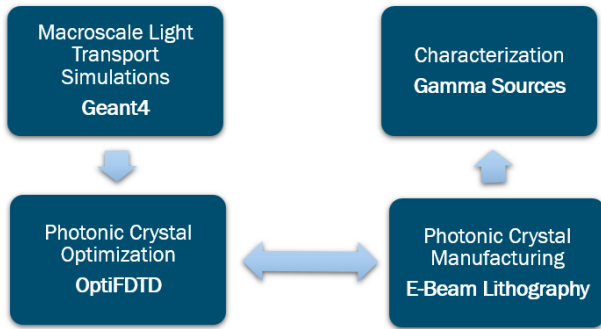 Macroscale Light
Transport
Simulations
Geant4
Characterization
Gamma Sources
Photonic Crystal
Optimization
OptiFDTD
Photonic Crystal
Manufacturing
E-Beam Lithography